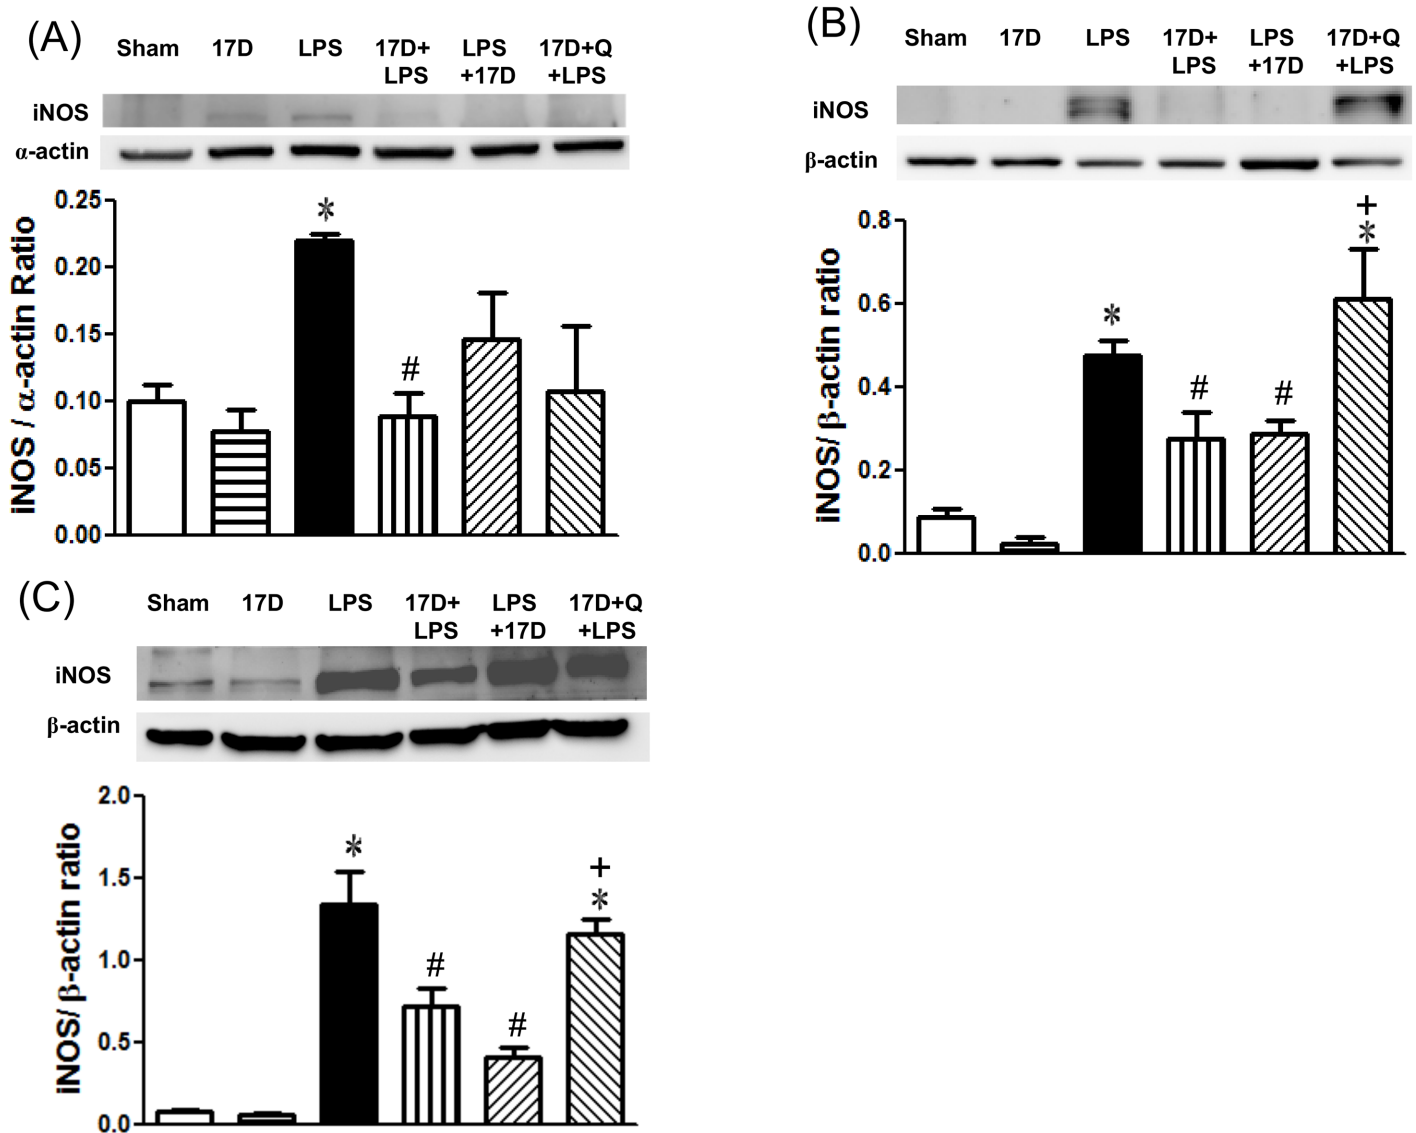 (A)
Sham 17D LPS 17D+ LPS 17D+Q
LPS +17D +LPS
iNOS
α-actin
iNOS / α-actin Ratio
0.25
0.20
0.15
0.10
0.05
0.00
*
#
(B)
Sham 17D LPS 17D+ LPS 17D+Q
LPS +17D +LPS
iNOS
β-actin
iNOS/ β-actin ratio
0.8
0.6
0.4
0.2
0.0
*
#
#
+
*
(C)
Sham 17D LPS 17D+ LPS 17D+Q
LPS +17D +LPS
iNOS
β-actin
iNOS/ β-actin ratio
2.0
1.5
1.0
0.5
0.0
*
#
#
+
*